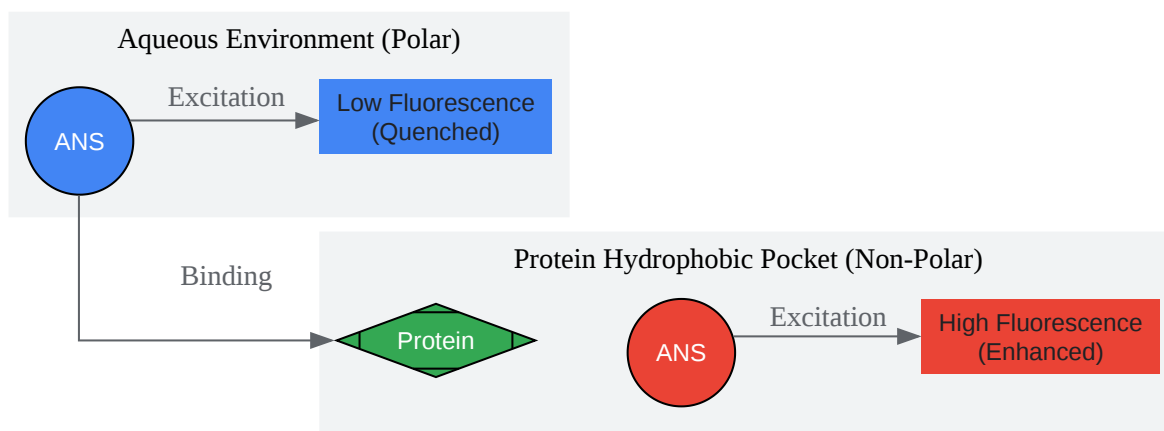 Aqueous Environment (Polar)
ANS
Excitation
Low Fluorescence
(Quenched)
Binding
Protein Hydrophobic Pocket (Non-Polar)
Protein
ANS
Excitation
High Fluorescence
(Enhanced)